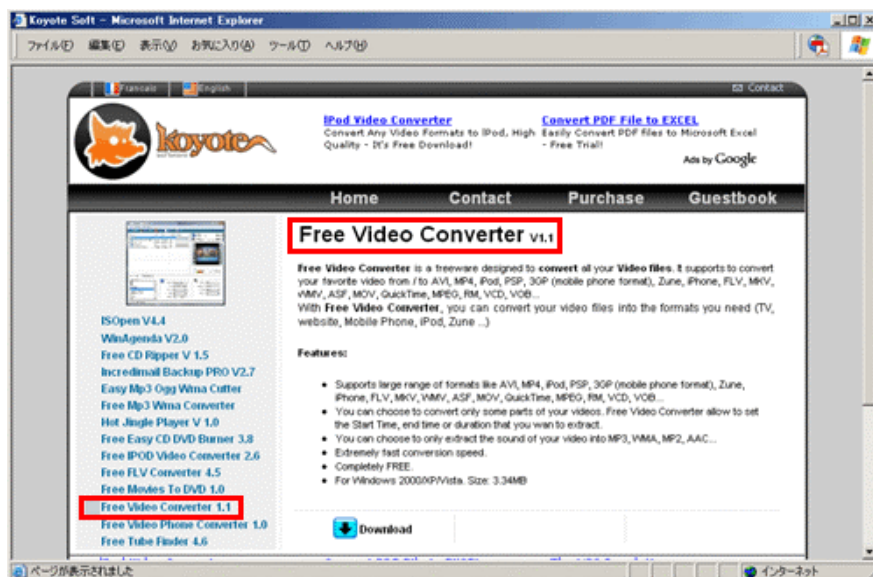 Koyote Soft - Microsoft Internet Explorer
ファイル(F) 編集(E) 表示(V) お気に入り(A) ツール(T) ヘルプ(H)
Francais English Contact
koyote
IPod Video Converter
Convert Any Video Formats to IPod, High
Quality - It's Free Download!
Convert PDF File to EXCEL
Easily Convert PDF files to Microsoft Excel
- Free Trial!
Ads by Google
Home Contact Purchase Guestbook
ISOpen V4.4
WinAgenda V2.0
Free CD Ripper V 1.5
Incredimail Backup PRO V2.7
Easy Mp3 Ogg Wma Cutter
Free Mp3 Wma Converter
Hot Jingle Player V 1.0
Free Easy CD DVD Burner 3.8
Free IPOD Video Converter 2.6
Free FLV Converter 4.5
Free Movies To DVD 1.0
Free Video Converter 1.1
Free Video Phone Converter 1.0
Free Tube Finder 4.6
Free Video Converter V1.1
Free Video Converter is a freeware designed to convert all your Video files. It supports to convert
your favorite video from / to AVI, MP4, iPod, PSP, 3GP (mobile phone format), Zune, iPhone, FLV, MKV,
WMV, ASF, MOV, QuickTime, MPEG, RM, VCD, VOB...
With Free Video Converter, you can convert your video files into the formats you need (TV,
website, Mobile Phone, iPod, Zune ...)
Features:
Supports large range of formats like AVI, MP4, iPod, PSP, 3GP (mobile phone format), Zune,
iPhone, FLV, MKV, WMV, ASF, MOV, QuickTime, MPEG, RM, VCD, VOB...
You can choose to convert only some parts of your videos. Free Video Converter allow to set
the Start Time, end time or duration that you wan to extract.
You can choose to only extract the sound of your video into MP3, WMA, MP2, AAC...
Extremely fast conversion speed.
Completely FREE.
For Windows 2000/XP/Vista. Size: 3.34MB
Download
ページが表示されました インターネット